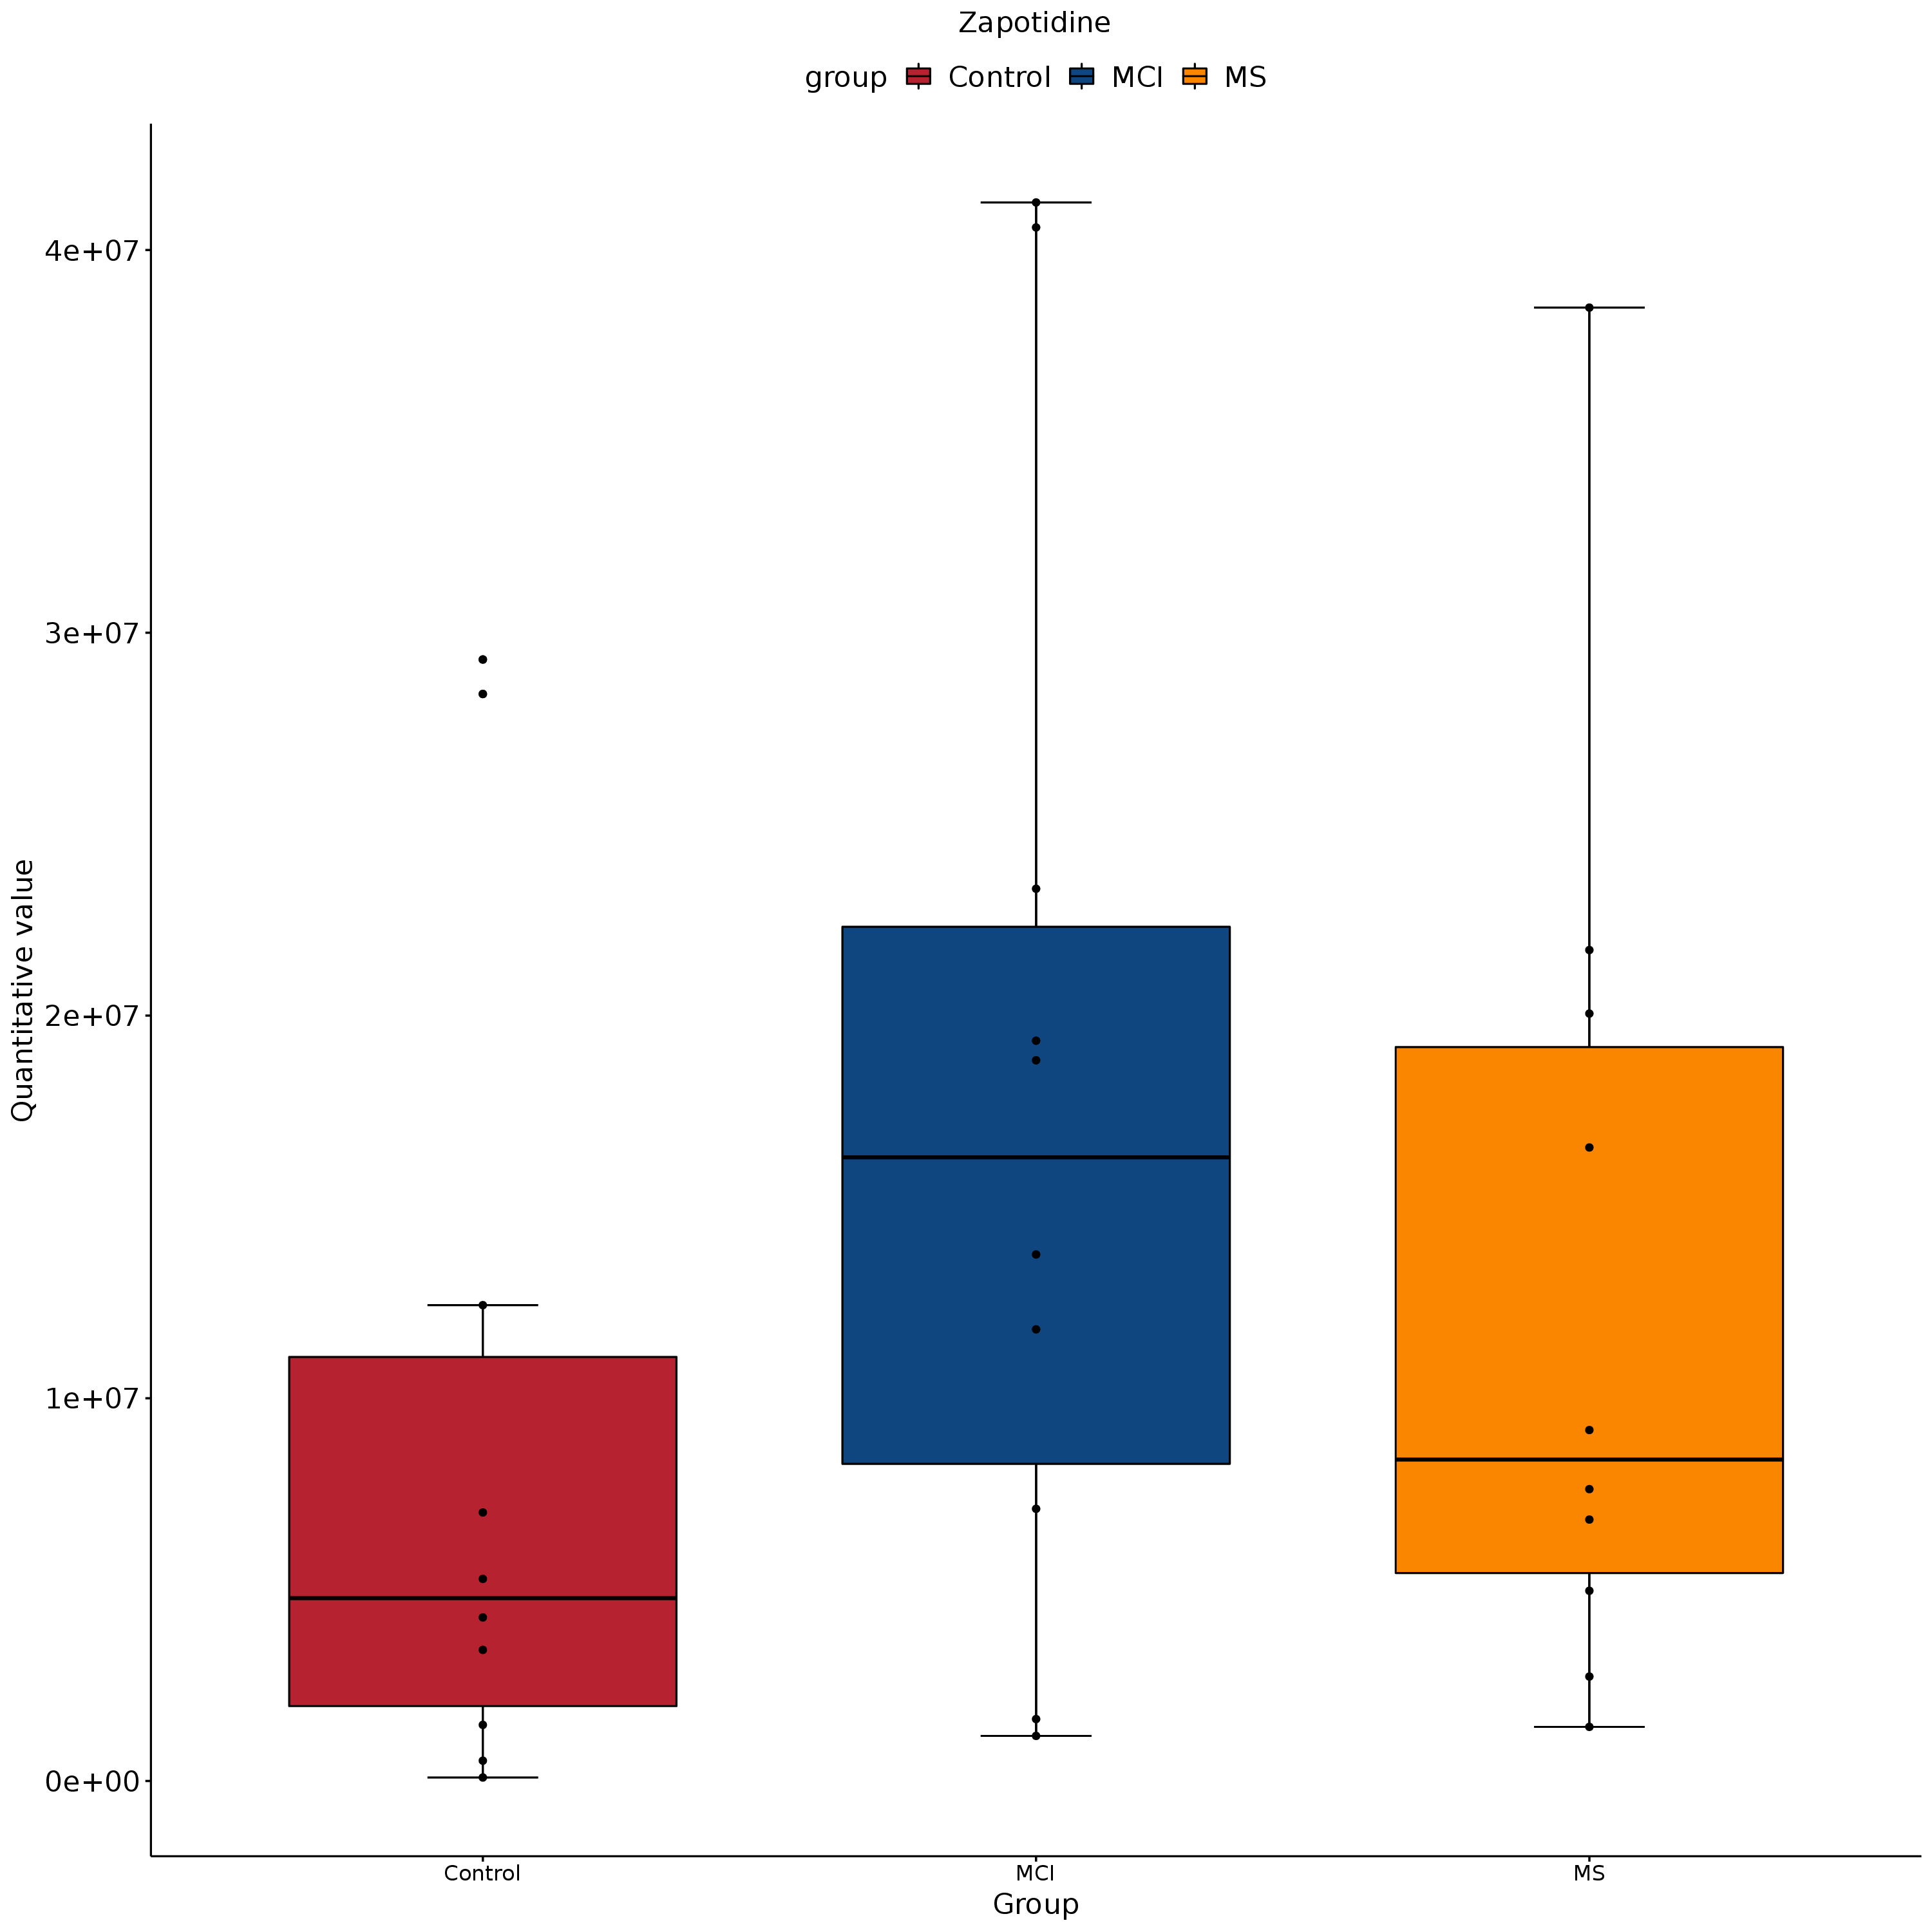 Zapotidine
group Control MCI MS
Quantitative value
4e+07
3e+07
2e+07
1e+07
0e+00
Control MCI MS
Group